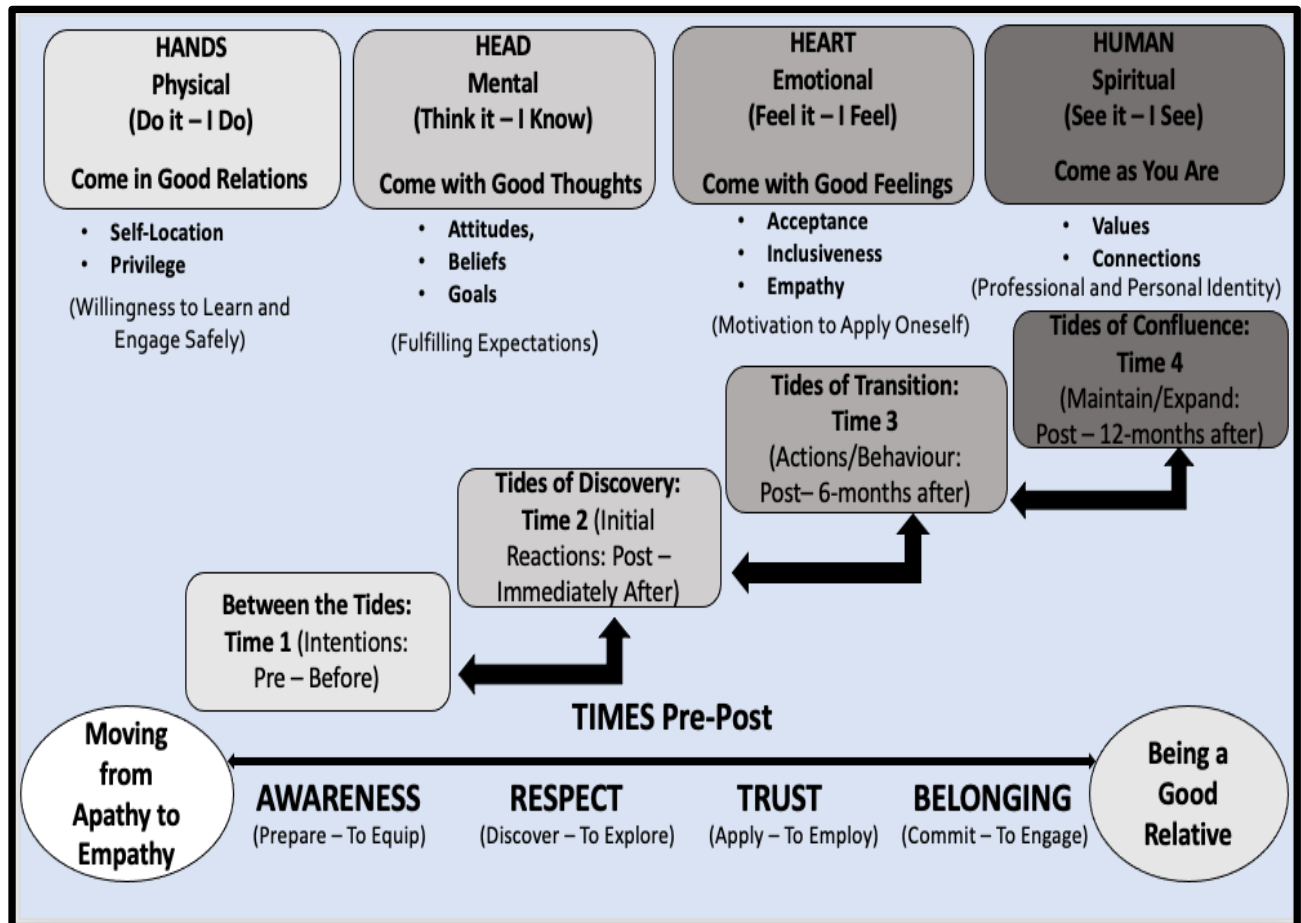 HANDS
Physical
(Do it – I Do)
Come in Good Relations
• Self-Location
• Privilege
(Willingness to Learn and
Engage Safely)
HEAD
Mental
(Think it – I Know)
Come with Good Thoughts
• Attitudes,
• Beliefs
• Goals
(Fulfilling Expectations)
HEART
Emotional
(Feel it – I Feel)
Come with Good Feelings
• Acceptance
• Inclusiveness
• Empathy
(Motivation to Apply Oneself)
HUMAN
Spiritual
(See it – I See)
Come as You Are
• Values
• Connections
(Professional and Personal Identity)
Tides of Confluence:
Time 4
(Maintain/Expand:
Post – 12-months after)
Tides of Transition:
Time 3
(Actions/Behaviour:
Post– 6-months after)
Tides of Discovery:
Time 2 (Initial
Reactions: Post –
Immediately After)
Between the Tides:
Time 1 (Intentions:
Pre – Before)
TIMES Pre-Post
Moving
from
Apathy to
Empathy
AWARENESS
(Prepare – To Equip)
RESPECT
(Discover – To Explore)
TRUST
(Apply – To Employ)
BELONGING
(Commit – To Engage)
Being a
Good
Relative